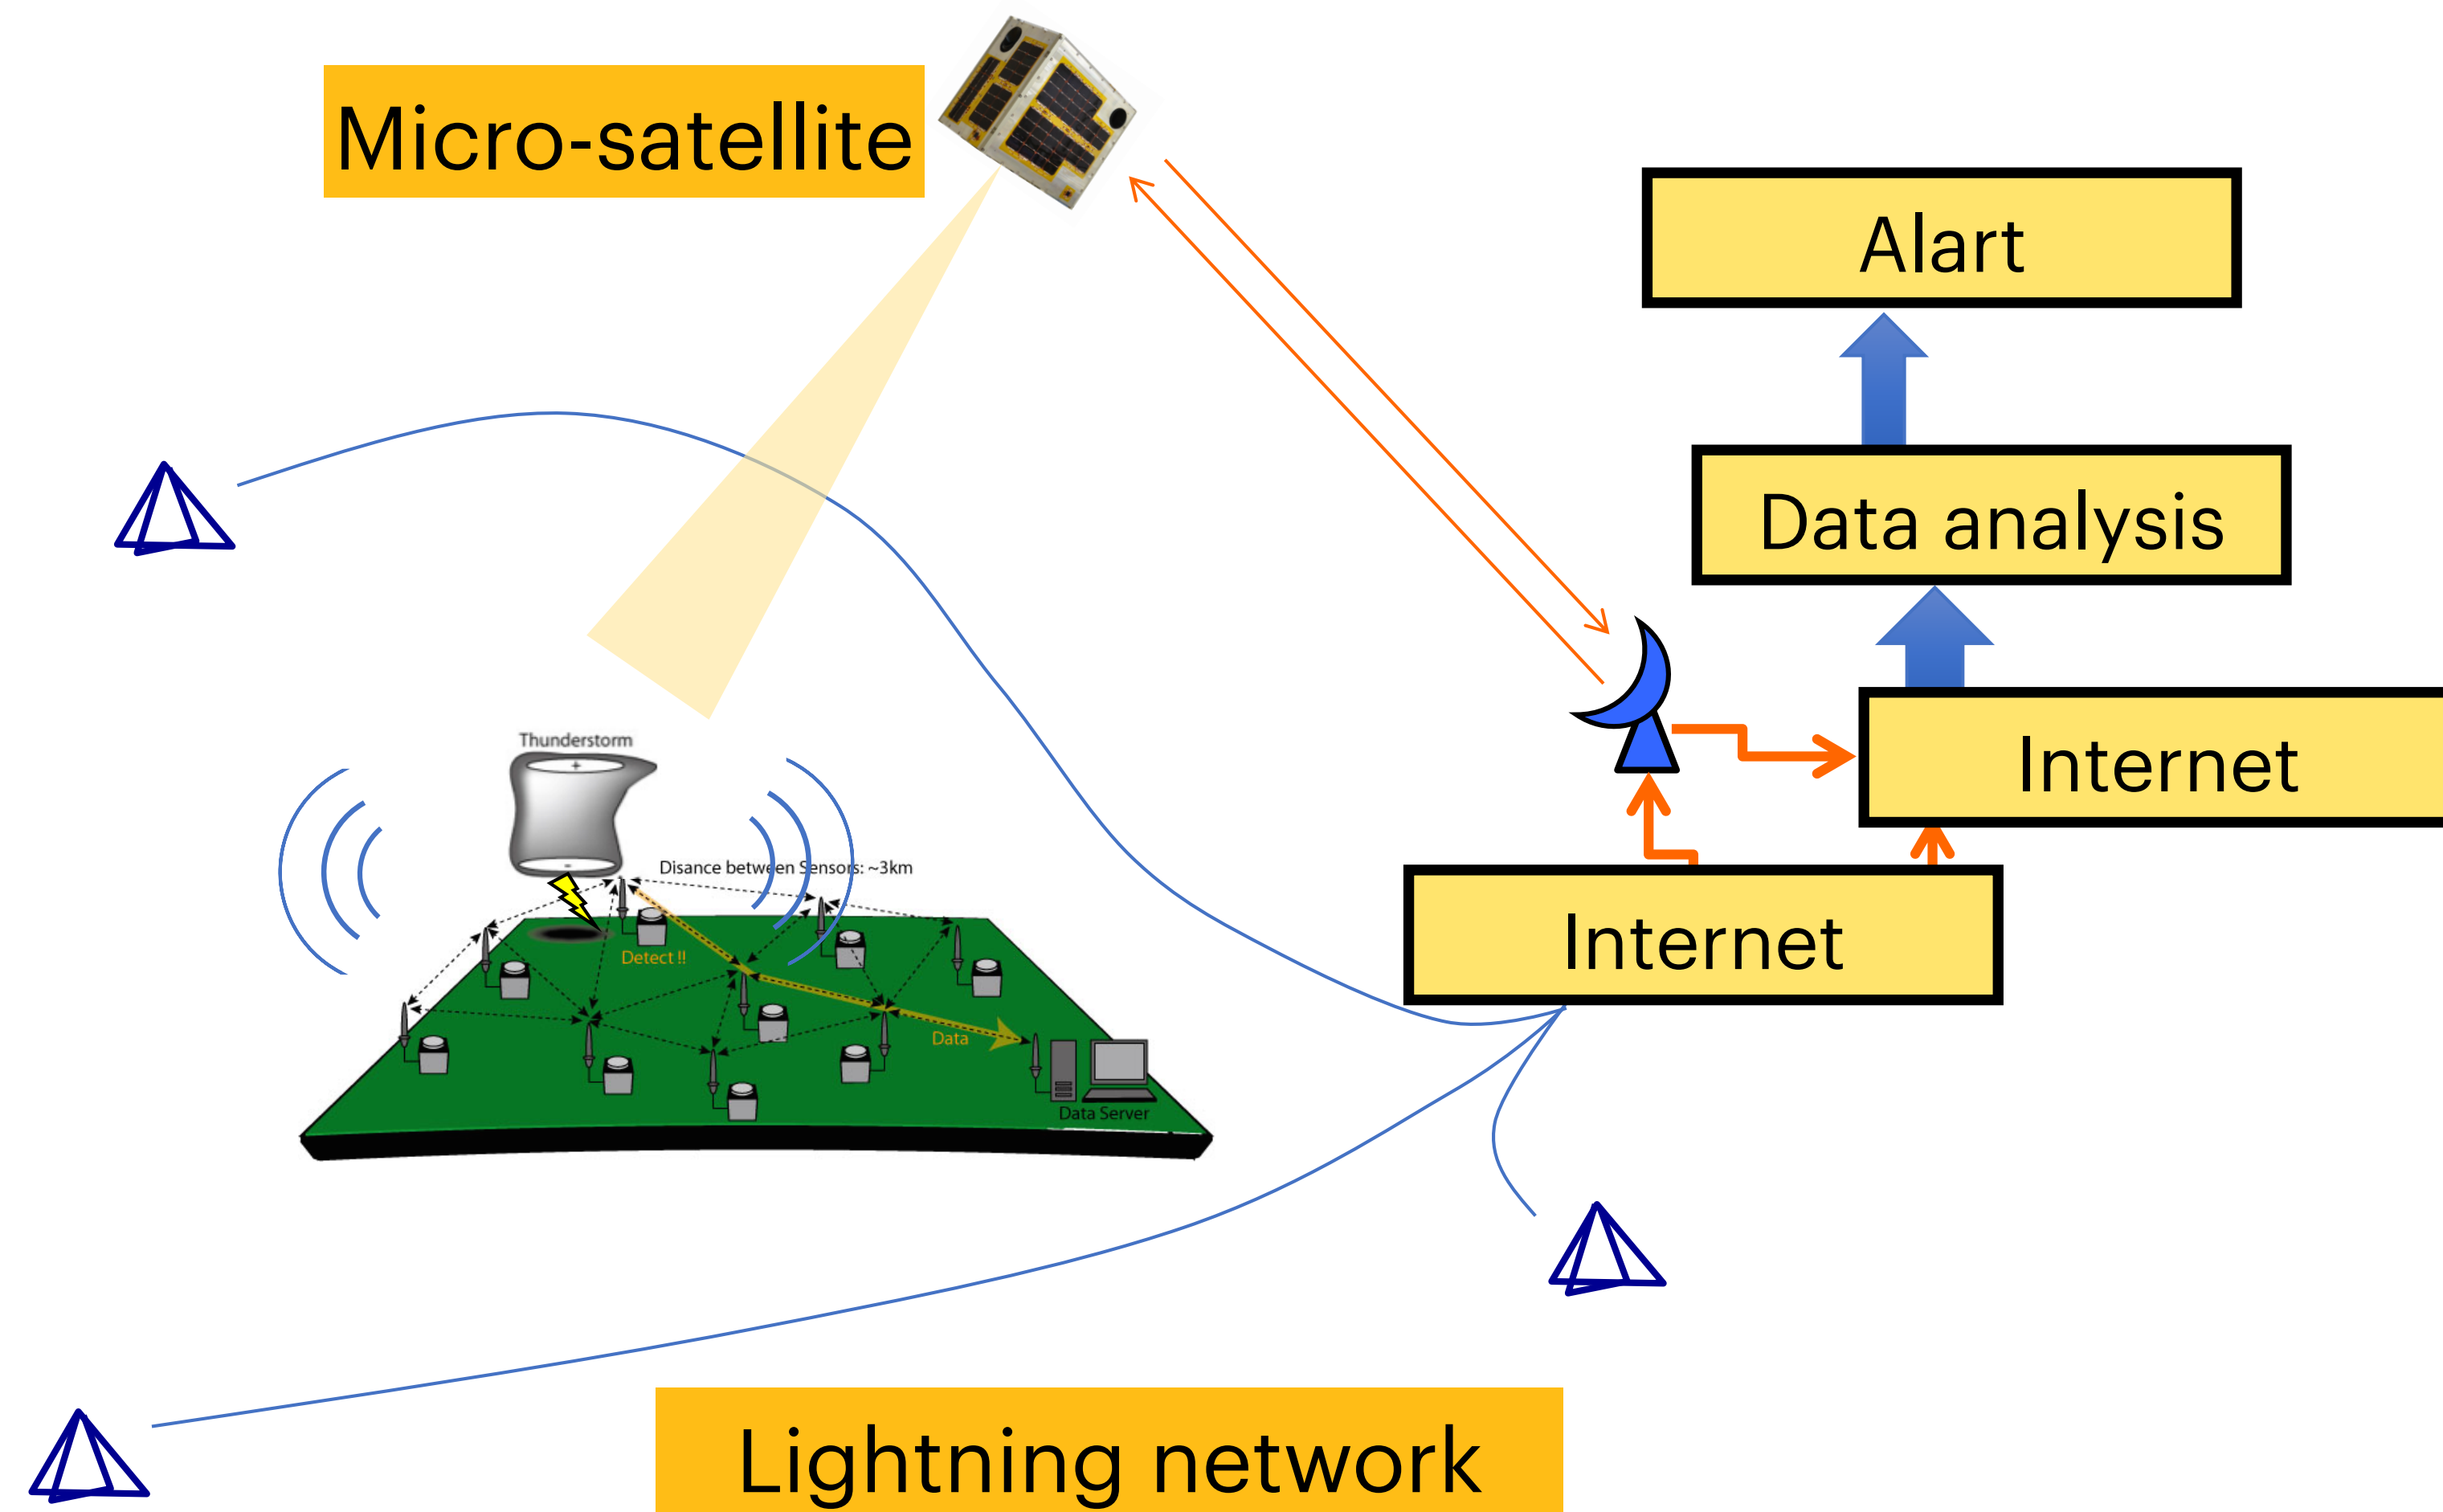 Micro-satellite
Alart
Data analysis
Internet
Internet
Thunderstorm
+
-
Disance between Sensors: ~3km
Detect !!
Data
Data Server
Lightning network